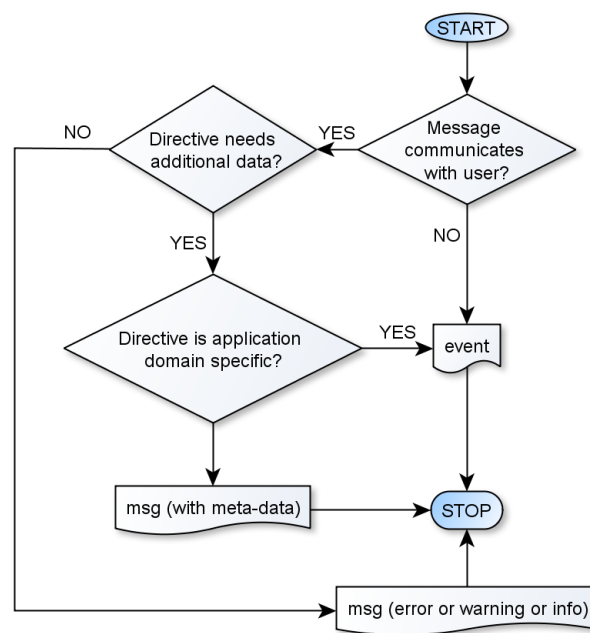 START
NO
Directive needs
additional data?
YES
Message
communicates
with user?
YES
NO
Directive is application
domain specific?
YES
event
msg (with meta-data)
STOP
msg (error or warning or info)